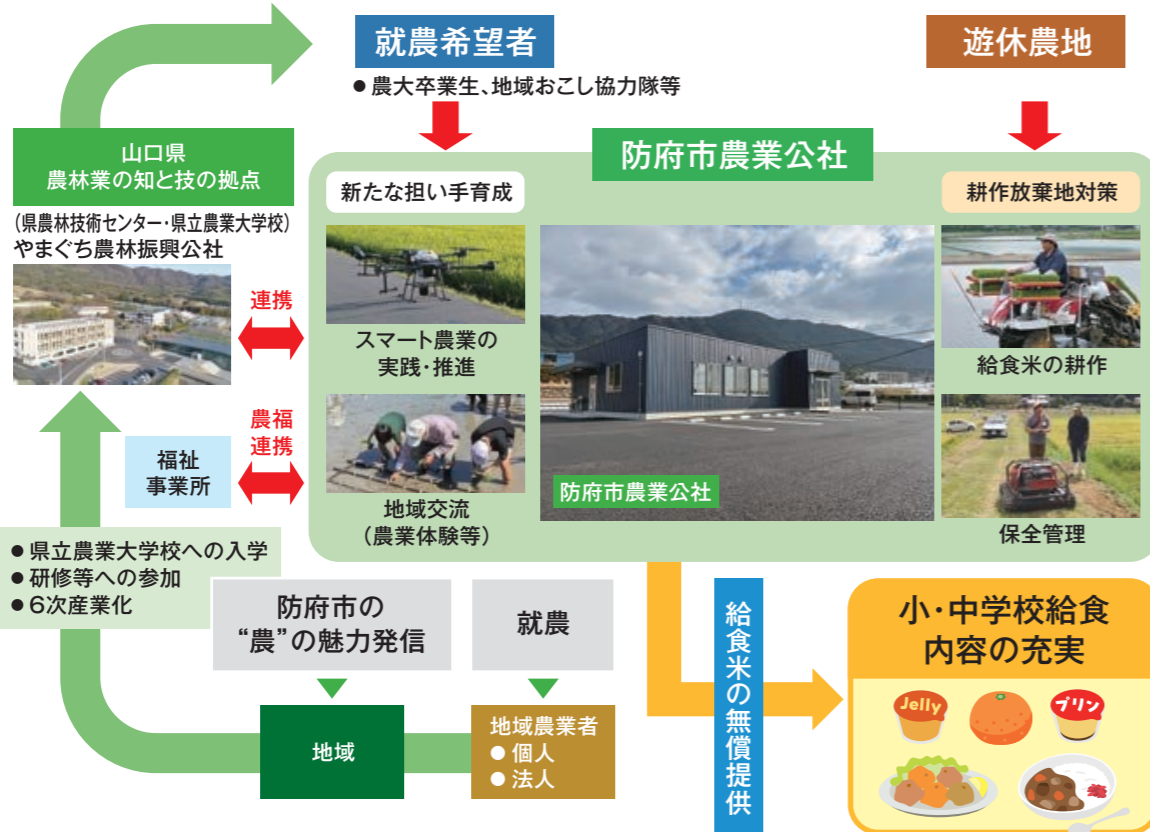 就農希望者
● 農大卒業生、地域おこし協力隊等
遊休農地
山口県
農林業の知と技の拠点
(県農林技術センター・県立農業大学校)
やまぐち農林振興公社
連携
農福
連携
福祉
事業所
防府市農業公社
新たな担い手育成
スマート農業の
実践・推進
地域交流
(農業体験等)
防府市農業公社
耕作放棄地対策
給食米の耕作
保全管理
● 県立農業大学校への入学
● 研修等への参加
● 6次産業化
防府市の
“農”の魅力発信
就農
地域
地域農業者
● 個人
● 法人
給食米の無償提供
小・中学校給食
内容の充実
Jelly
プリン